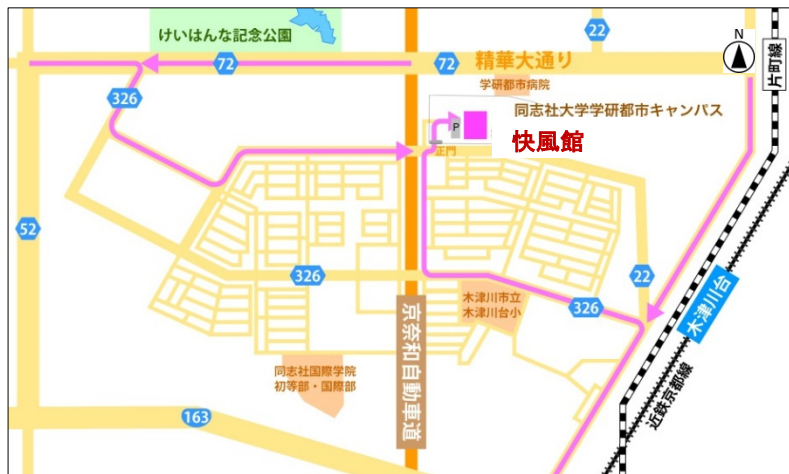 けいはんな記念公園
22
N
72
72
精華大通り
片町線
学研都市病院
326
同志社大学学研都市キャンパス
P
快風館
正門
52
326
22
木津川市立
木津川台小
326
木津川台
京奈和自動車道
同志社国際学院
初等部・国際部
近鉄京都線
163